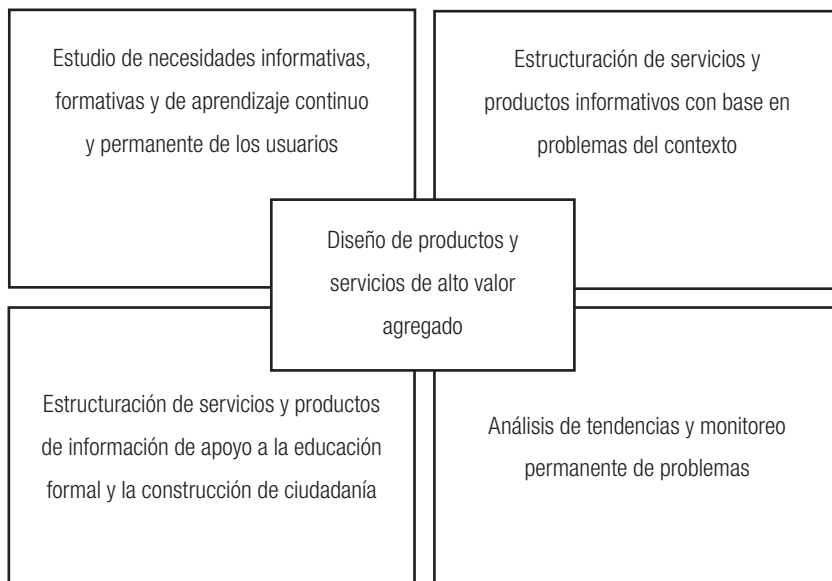 Estudio de necesidades informativas,
formativas y de aprendizaje continuo
y permanente de los usuarios
Estructuración de servicios y
productos informativos con base en
problemas del contexto
Diseño de productos y
servicios de alto valor
agregado
Estructuración de servicios y productos
de información de apoyo a la educación
formal y la construcción de ciudadanía
Análisis de tendencias y monitoreo
permanente de problemas